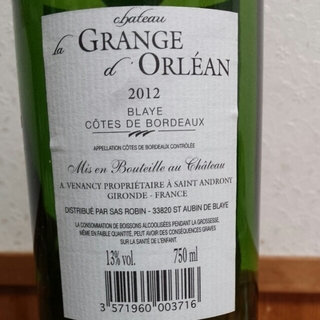 chateau
la GRANGE
d'ORLÉAN
2012
BLAYE
CÔTES DE BORDEAUX
APPELLATION CÔTES DE BORDEAUX CONTRÔLÉE
Mis en Bouteille au Château
A. VENANCY PROPRIÉTAIRE À SAINT ANDRONY
GIRONDE - FRANCE
DISTRIBUÉ PAR SAS ROBIN - 33820 ST AUBIN DE BLAYE
LA CONSOMMATION DE BOISSONS ALCOOLISÉES PENDANT LA GROSSESSE,
MÊME EN FAIBLE QUANTITÉ, PEUT AVOIR DES CONSÉQUENCES GRAVES
SUR LA SANTÉ DE L'ENFANT.
13% vol. 750 ml
3 571960 003716